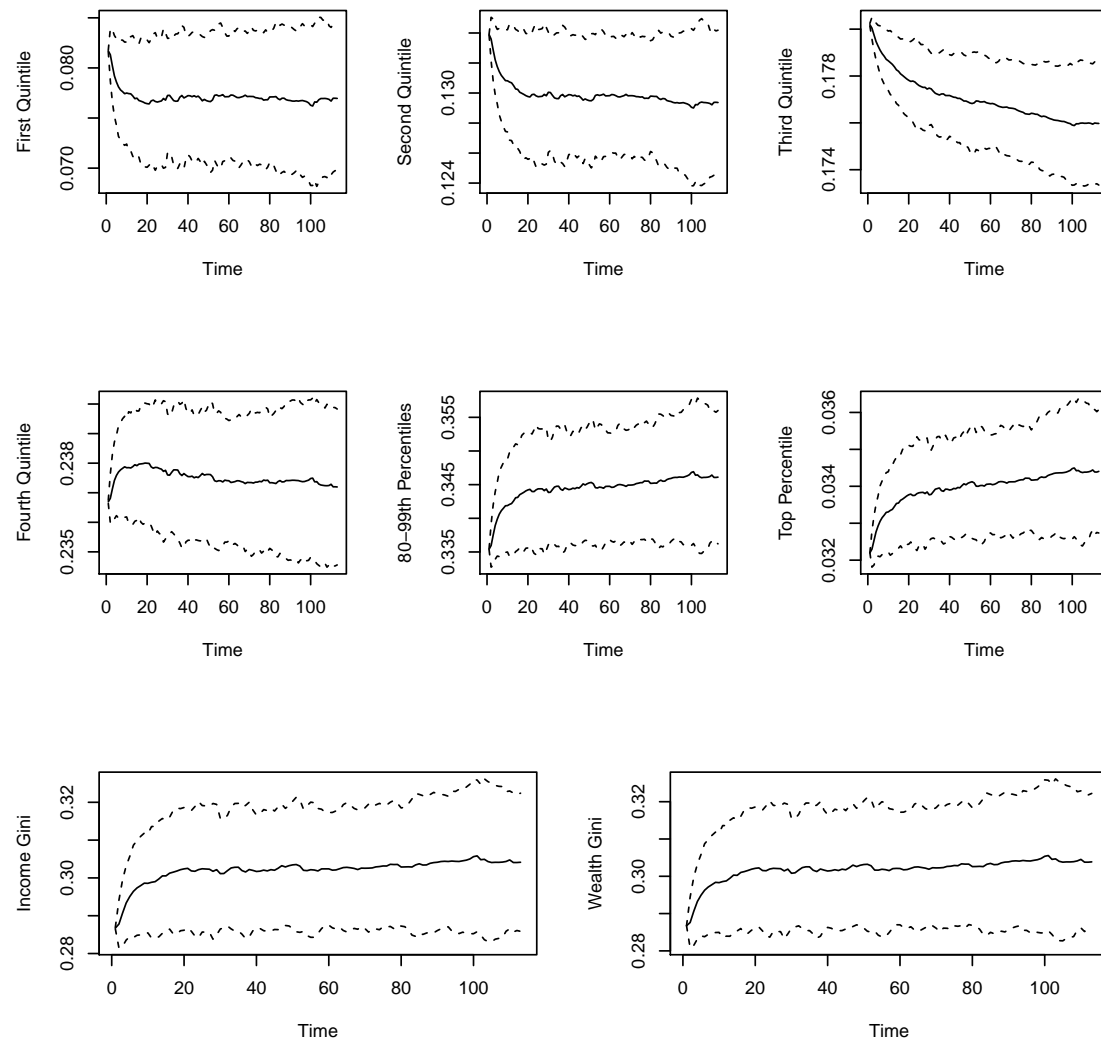 First Quintile
0.070 0.080
0 20 40 60 80 100
Time
Second Quintile
0.124 0.130
0 20 40 60 80 100
Time
Third Quintile
0.174 0.178
0 20 40 60 80 100
Time
Fourth Quintile
0.235 0.238
0 20 40 60 80 100
Time
80−99th Percentiles
0.335 0.345 0.355
0 20 40 60 80 100
Time
Top Percentile
0.032 0.034 0.036
0 20 40 60 80 100
Time
Income Gini
0.28 0.30 0.32
0 20 40 60 80 100
Time
Wealth Gini
0.28 0.30 0.32
0 20 40 60 80 100
Time